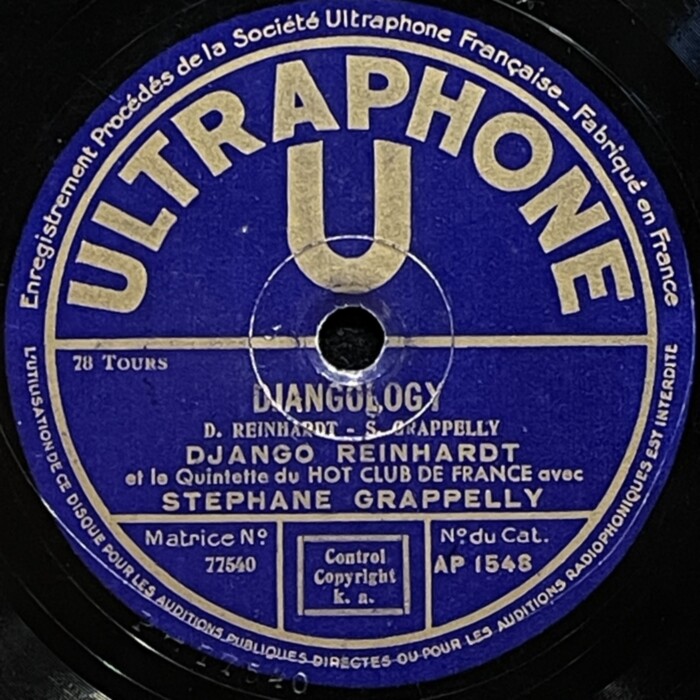 Enregistrement Procédés de la Société Ultraphone Française_Fabriqué en France
ULTRAPHONE
U
78 TOURS
DJANGOLOGY
D. REINHARDT - S. GRAPPELLY
DJANGO REINHARDT
et le Quintette du HOT CLUB DE FRANCE avec
STEPHANE GRAPPELLY
Matrice Nº
77540
Control
Copyright
k. a.
Nº du Cat.
AP 1548
L'UTILISATION DE CE DISQUE POUR LES AUDITIONS PUBLIQUES DIRECTES OU POUR LES AUDITIONS RADIOPHONIQUES EST INTERDITE